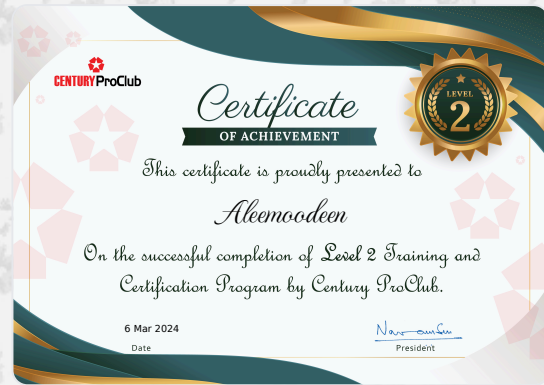 CENTURY ProClub
LEVEL
2
Certificate
OF ACHIEVEMENT
This certificate is proudly presented to
Aleemoodeen
On the successful completion of Level 2 Training and
Certification Program by Century ProClub.
6 Mar 2024
Date
President